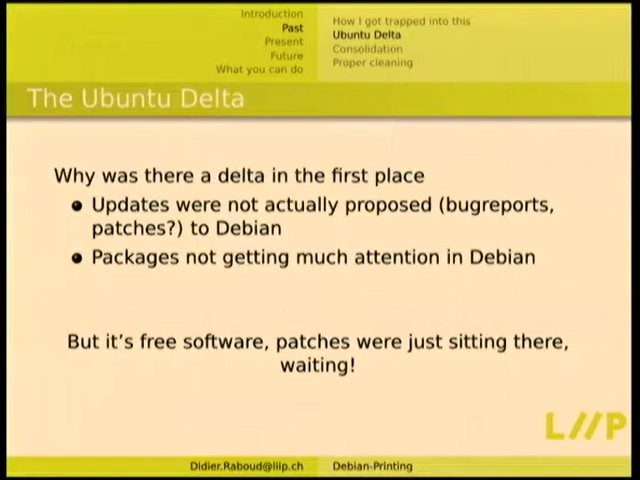 Introduction
Past
Present
Future
What you can do
How I got trapped into this
Ubuntu Delta
Consolidation
Proper cleaning
The Ubuntu Delta
Why was there a delta in the first place
Updates were not actually proposed (bugreports,
patches?) to Debian
Packages not getting much attention in Debian
But it's free software, patches were just sitting there,
waiting!
LIIP
Didier.Raboud@liip.ch
Debian-Printing